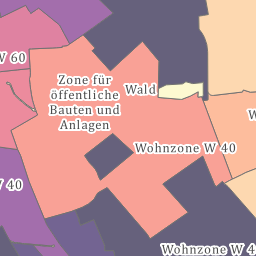 W 60
Zone für
öffentliche
Bauten und
Anlagen
Wald
W
Wohnzone W 40
W 40
Wohnzone W 4